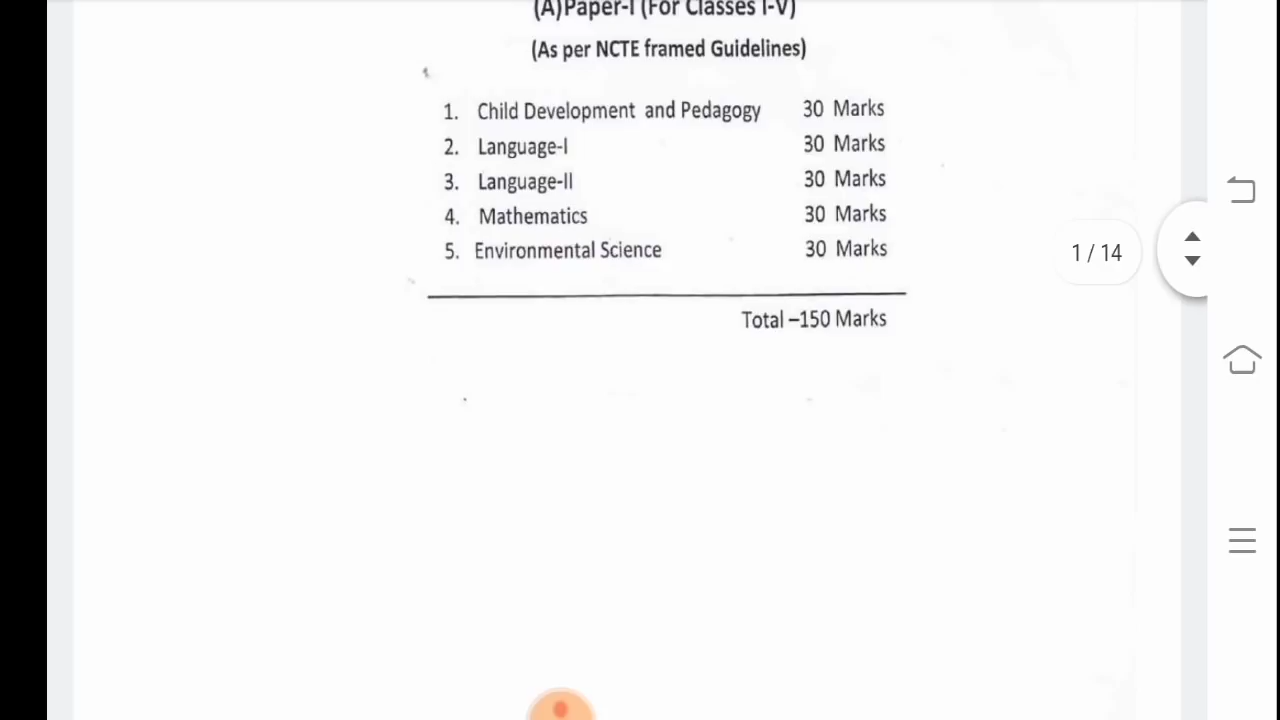 (A)Paper-I (For Classes I-V)
(As per NCTE framed Guidelines)
1. Child Development and Pedagogy 30 Marks
2. Language-I 30 Marks
3. Language-II 30 Marks
4. Mathematics 30 Marks
5. Environmental Science 30 Marks
Total –150 Marks
1 / 14